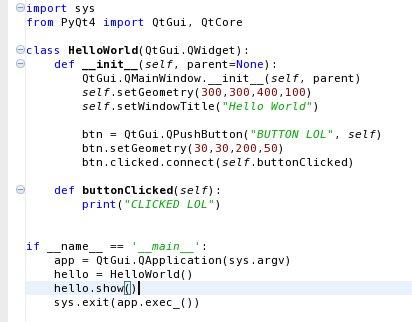 import sys
from PyQt4 import QtGui, QtCore
class HelloWorld(QtGui.QWidget):
def __init__(self, parent=None):
QtGui.QMainWindow.__init__(self, parent)
self.setGeometry(300,300,400,100)
self.setWindowTitle("Hello World")
btn = QtGui.QPushButton("BUTTON LOL", self)
btn.setGeometry(30,30,200,50)
btn.clicked.connect(self.buttonClicked)
def buttonClicked(self):
print("CLICKED LOL")
if __name__ == '__main__':
app = QtGui.QApplication(sys.argv)
hello = HelloWorld()
hello.show()
sys.exit(app.exec_())